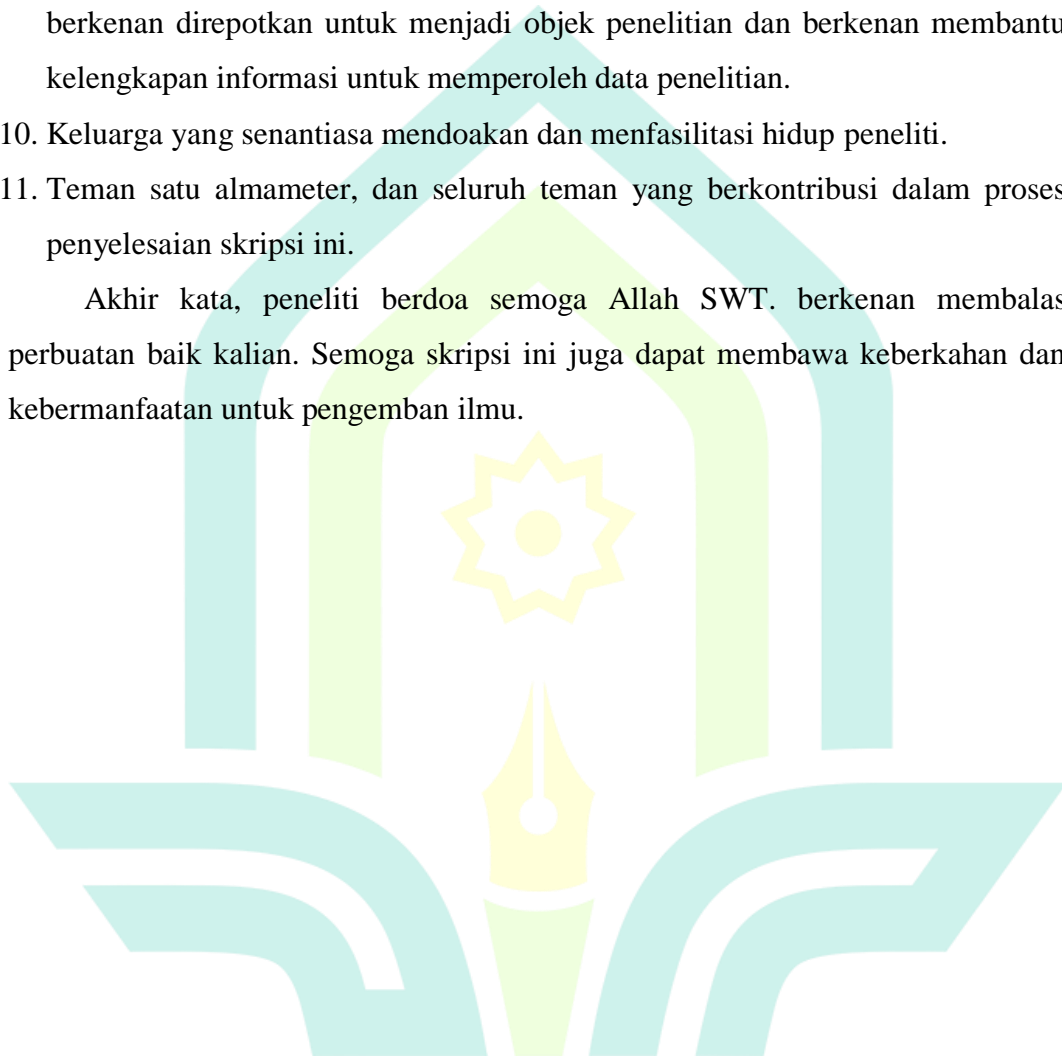 berkenan direpotkan untuk menjadi objek penelitian dan berkenan membantu
kelengkapan informasi untuk memperoleh data penelitian.
10. Keluarga yang senantiasa mendoakan dan menfasilitasi hidup peneliti.
11. Teman satu almameter, dan seluruh teman yang berkontribusi dalam proses
penyelesaian skripsi ini.
Akhir kata, peneliti berdoa semoga Allah SWT. berkenan membalas
perbuatan baik kalian. Semoga skripsi ini juga dapat membawa keberkahan dan
kebermanfaatan untuk pengemban ilmu.